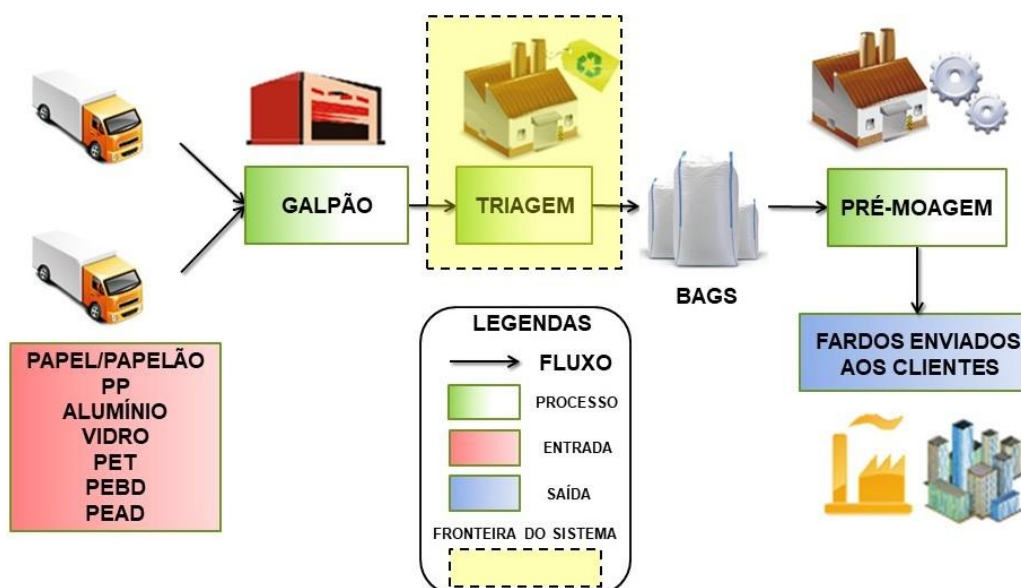 GALPÃO
TRIAGEM
BAGS
PRÉ-MOAGEM
FARDOS ENVIADOS
AOS CLIENTES
PAPEL/PAPELÃO
PP
ALUMÍNIO
VIDRO
PET
PEBD
PEAD
LEGENDAS
FLUXO
PROCESSO
ENTRADA
SAÍDA
FRONTEIRA DO SISTEMA